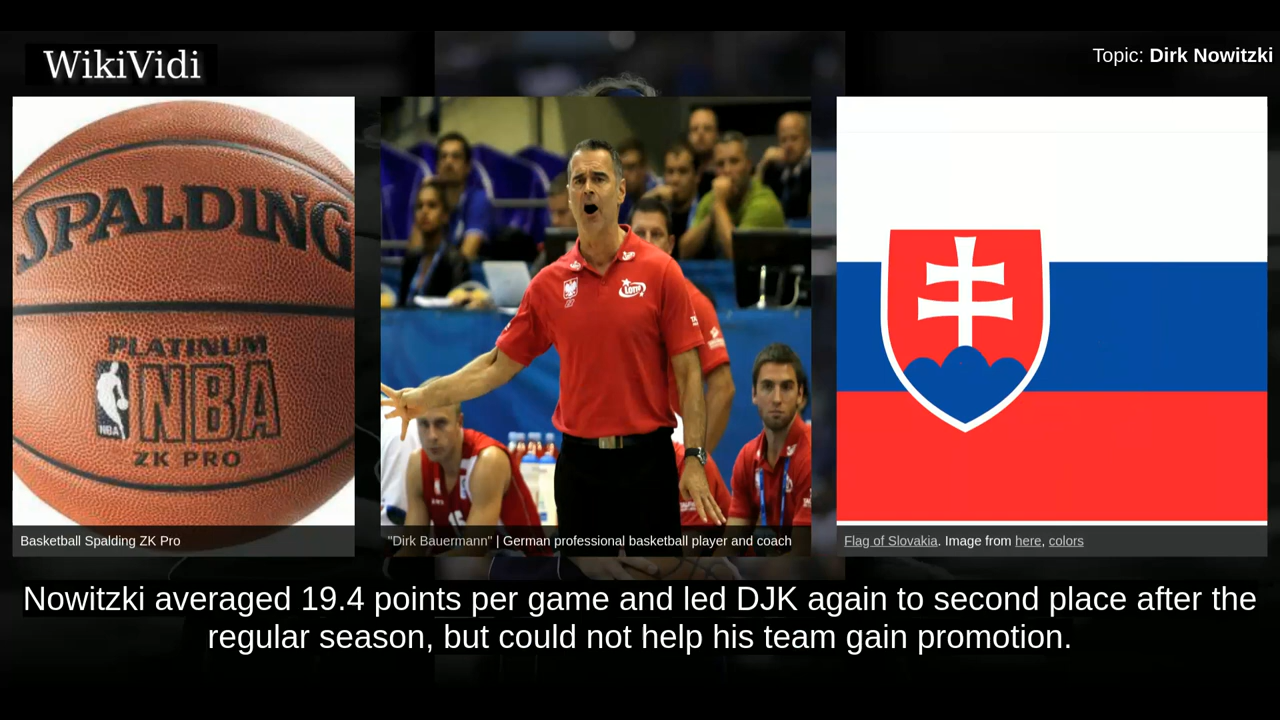 WikiVidi
Topic: Dirk Nowitzki
SPALDING
PLATINUM
NBA
NBA
ZK PRO
LOTTO
Basketball Spalding ZK Pro
"Dirk Bauermann" | German professional basketball player and coach
Flag of Slovakia. Image from here, colors
Nowitzki averaged 19.4 points per game and led DJK again to second place after the
regular season, but could not help his team gain promotion.